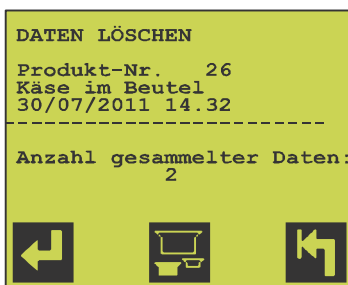 DATEN LÖSCHEN
Produkt-Nr. 26
Käse im Beutel
30/07/2011 14.32
Anzahl gesammelter Daten:
2